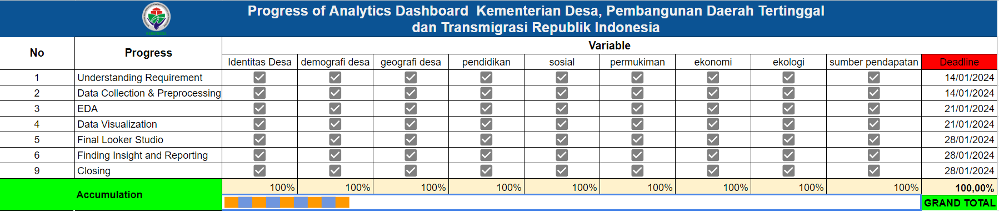 Progress of Analytics Dashboard  Kementerian Desa, Pembangunan Daerah Tertinggal
dan Transmigrasi Republik Indonesia
No Progress Variable
Identitas Desa demografi desa geografi desa pendidikan sosial permukiman ekonomi ekologi sumber pendapatan Deadline
1 Understanding Requirement 14/01/2024
2 Data Collection & Preprocessing 14/01/2024
3 EDA 21/01/2024
4 Data Visualization 21/01/2024
5 Final Looker Studio 28/01/2024
6 Finding Insight and Reporting 28/01/2024
9 Closing 28/01/2024
Accumulation 100% 100% 100% 100% 100% 100% 100% 100% 100% 100,00%
GRAND TOTAL